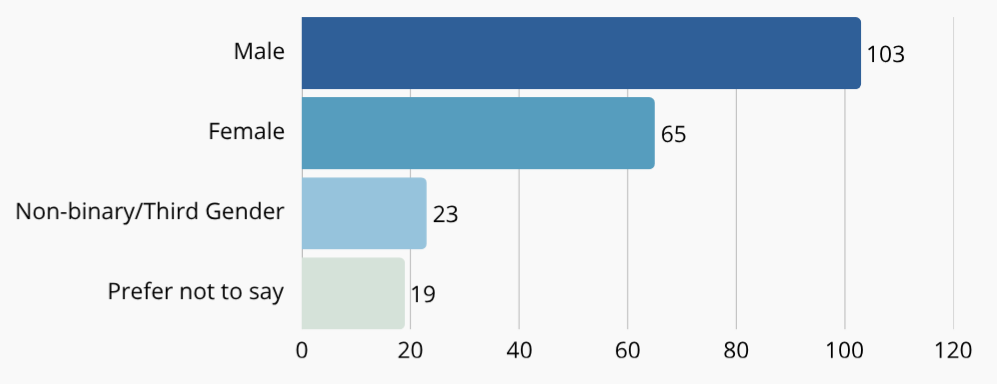 Male 103
Female 65
Non-binary/Third Gender 23
Prefer not to say 19
0 20 40 60 80 100 120